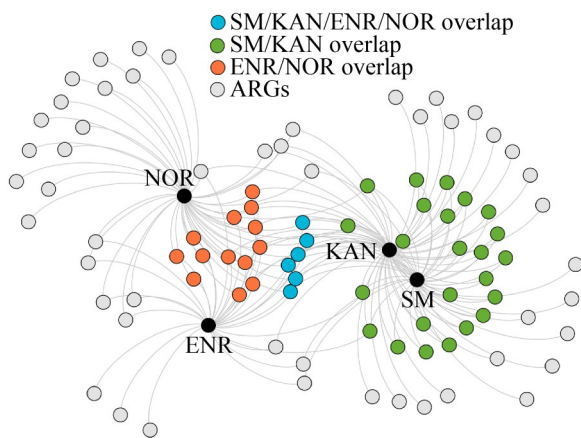 SM/KAN/ENR/NOR overlap
SM/KAN overlap
ENR/NOR overlap
ARGs
NOR
KAN
SM
ENR